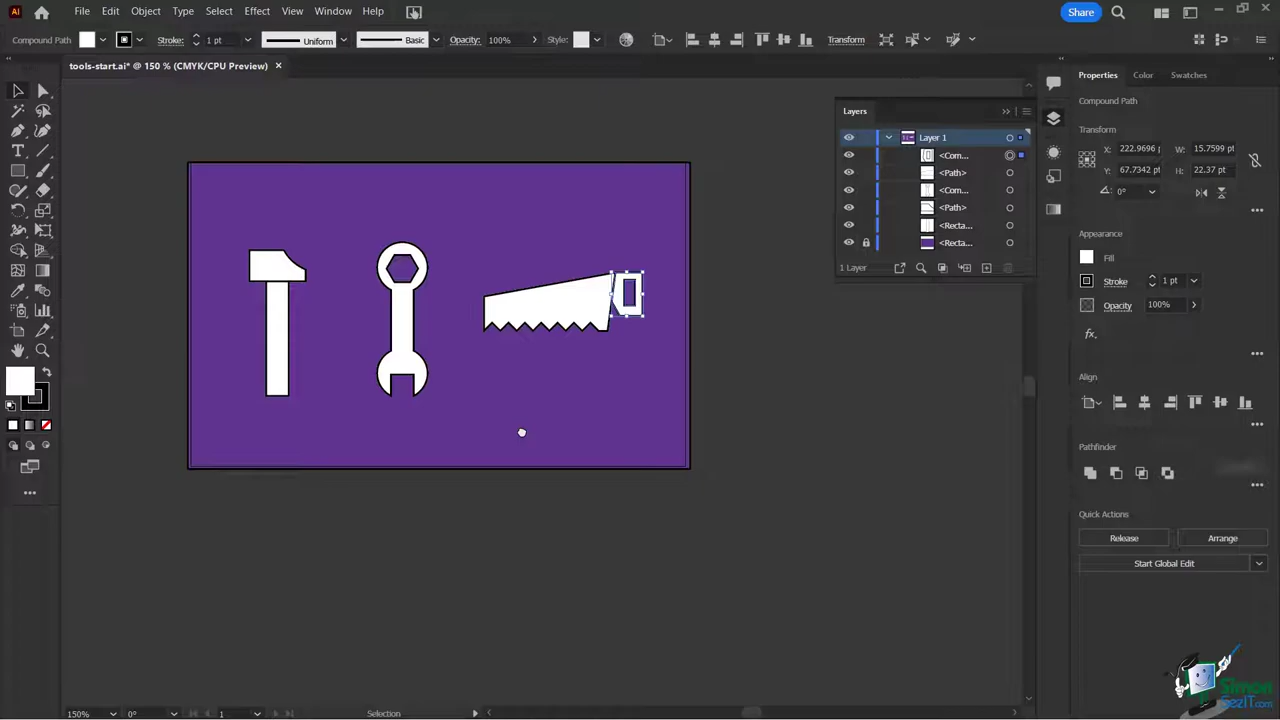 Ai File Edit Object Type Select Effect View Window Help Share
Compound Path Stroke: 1 pt Uniform Basic Opacity: 100% Style: Transform
tools-start.ai* @ 150 % (CMYK/CPU Preview) ×
Layers
Layer 1
<Com...
<Path>
<Com...
<Path>
<Recta...
<Recta...
1 Layer
Properties Color Swatches
Compound Path
Transform
X: 222.9696 p W: 15.7599 pt
Y: 67.7342 pt H: 22.37 pt
0°
Appearance
Fill
Stroke 1 pt
Opacity 100%
fx.
Align
Pathfinder
Quick Actions
Release Arrange
Start Global Edit
150% 0° 1 Selection
Simon
SezIT.com